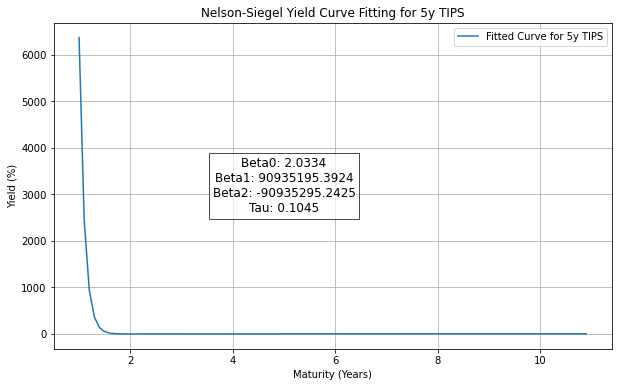 Nelson-Siegel Yield Curve Fitting for 5y TIPS
Fitted Curve for 5y TIPS
6000
5000
4000
3000
2000
1000
0
Yield (%)
Beta0: 2.0334
Beta1: 90935195.3924
Beta2: -90935295.2425
Tau: 0.1045
2 4 6 8 10
Maturity (Years)